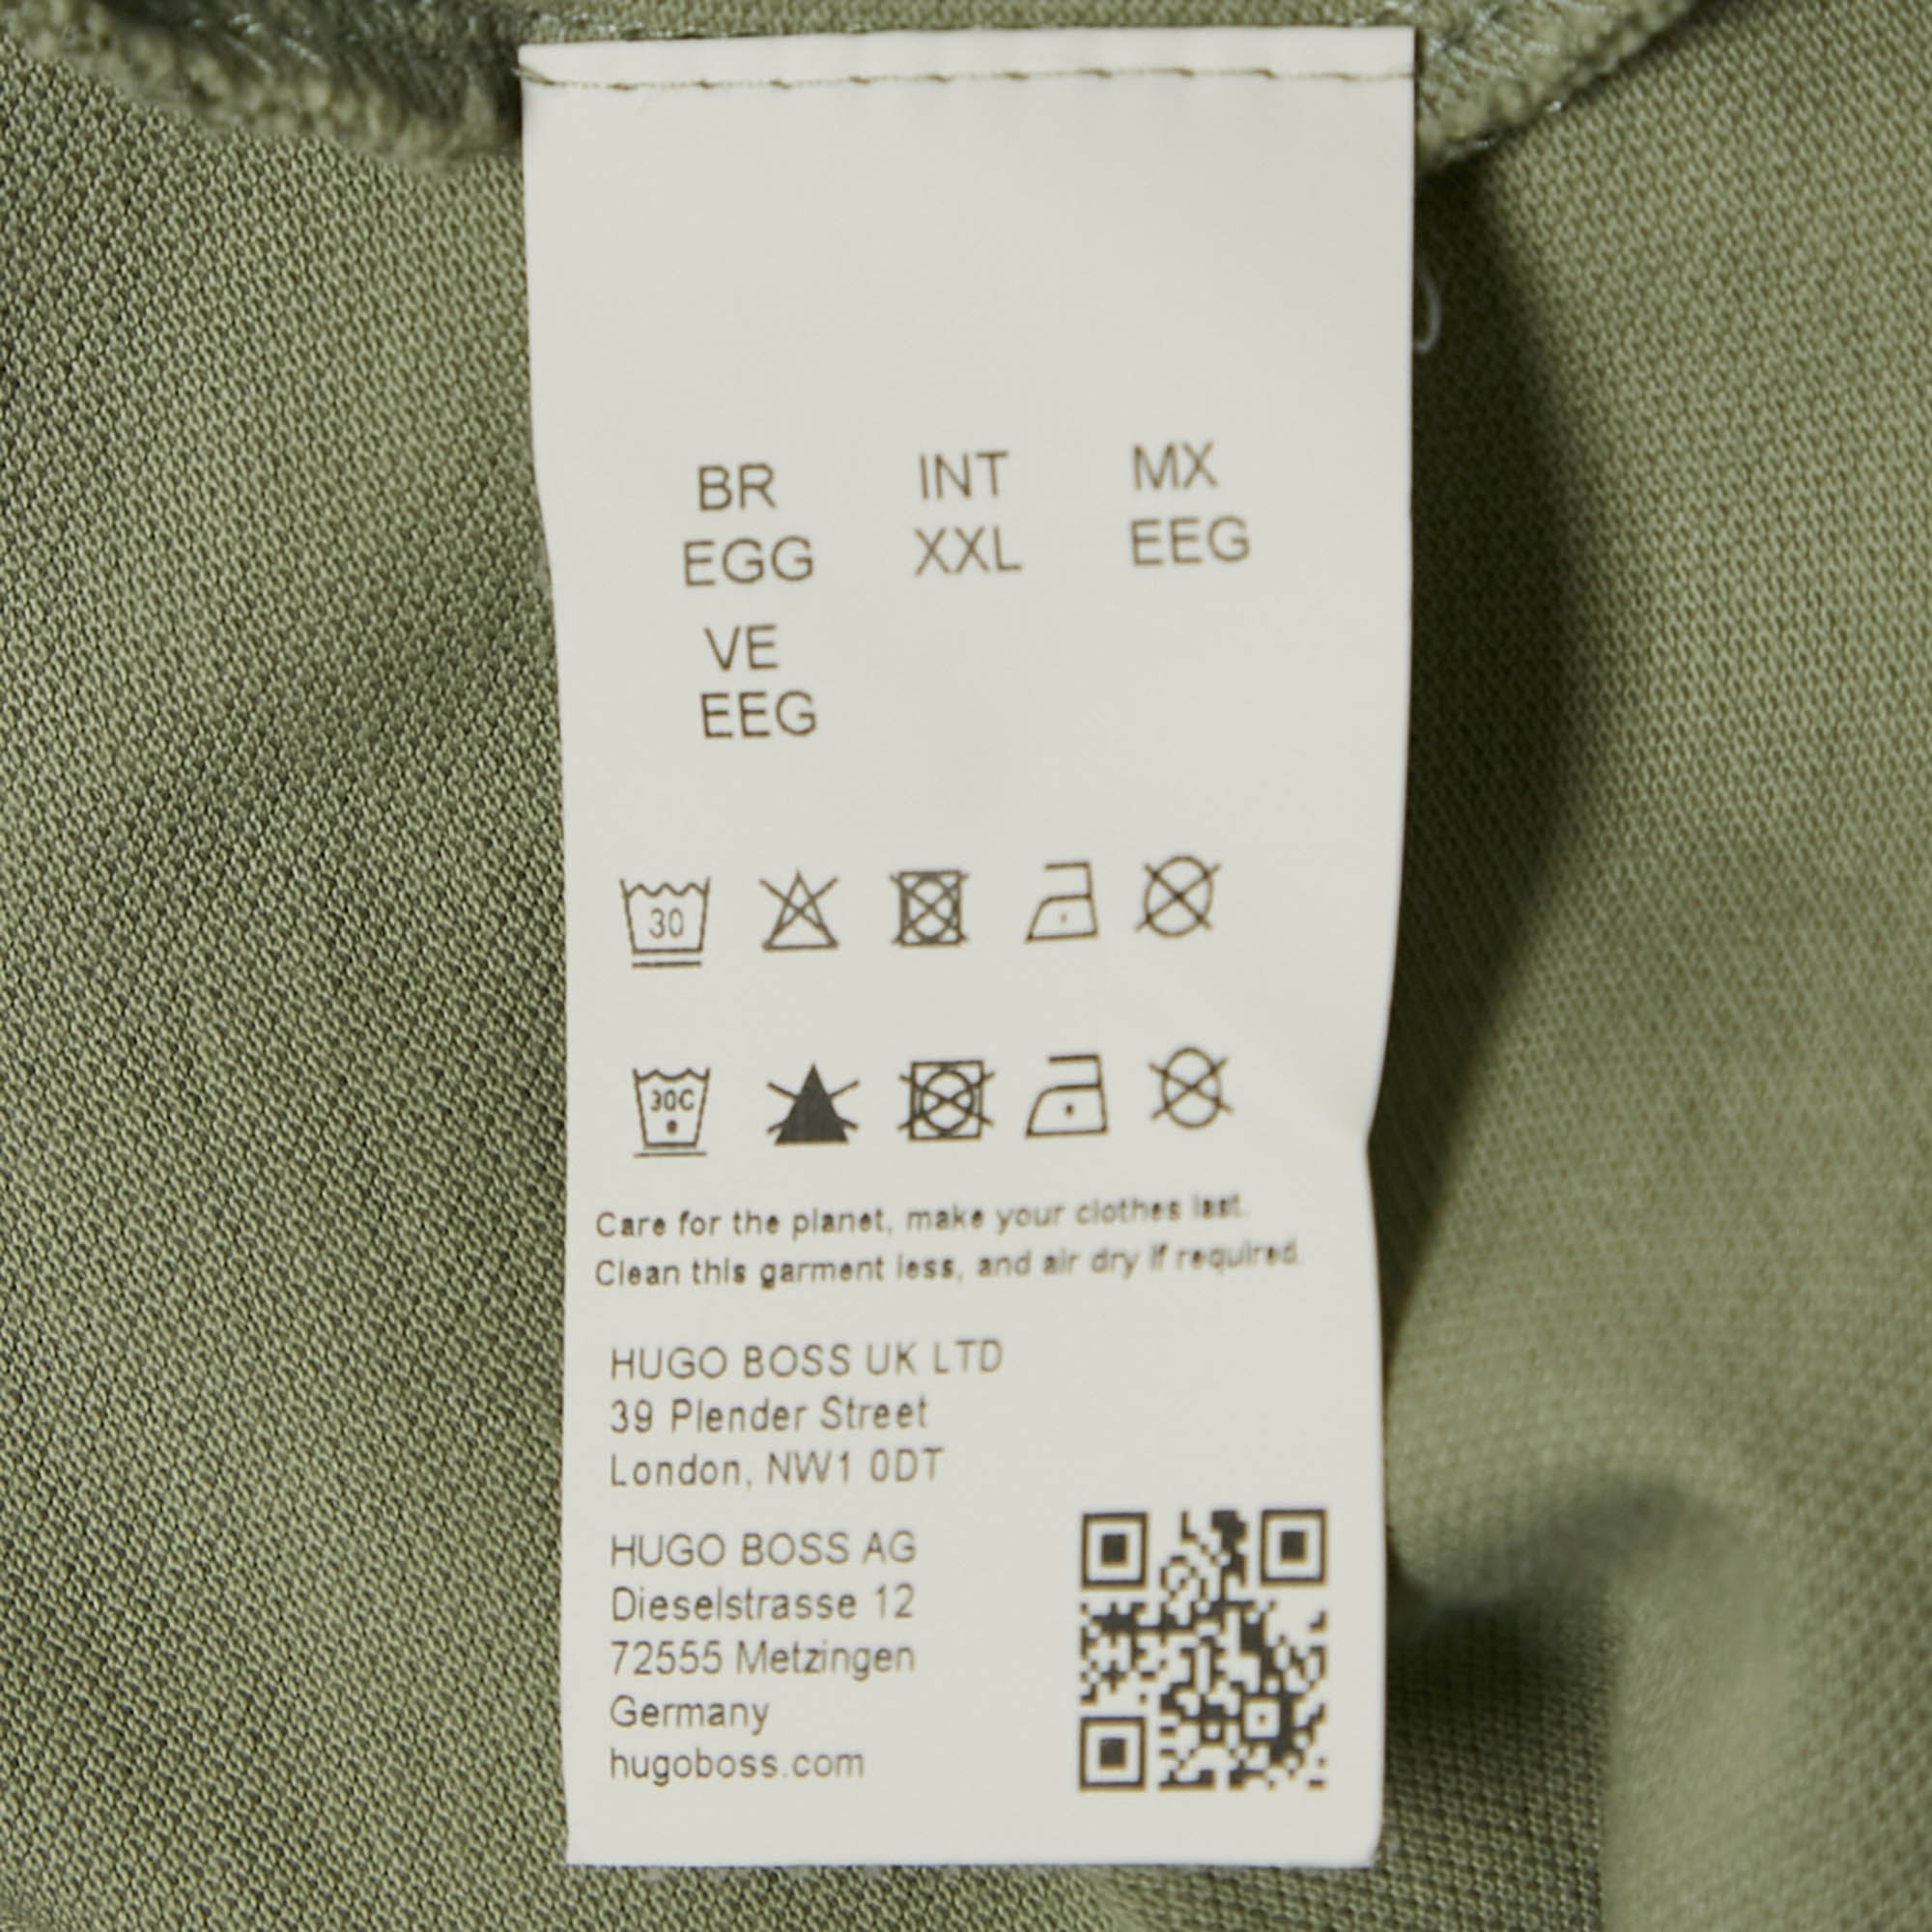 BR INT MX
EGG XXL EEG
VE
EEG
30
30C
Care for the planet, make your clothes last.
Clean this garment less, and air dry if required.
HUGO BOSS UK LTD
39 Plender Street
London, NW1 0DT
HUGO BOSS AG
Dieselstrasse 12
72555 Metzingen
Germany
hugoboss.com